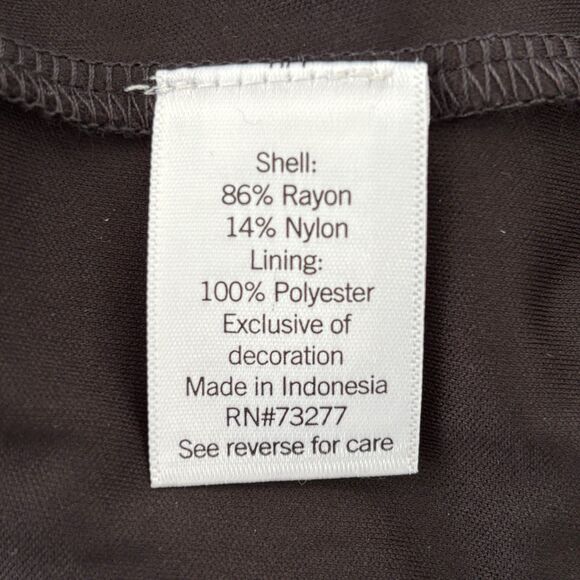 Shell:
86% Rayon
14% Nylon
Lining:
100% Polyester
Exclusive of
decoration
Made in Indonesia
RN#73277
See reverse for care